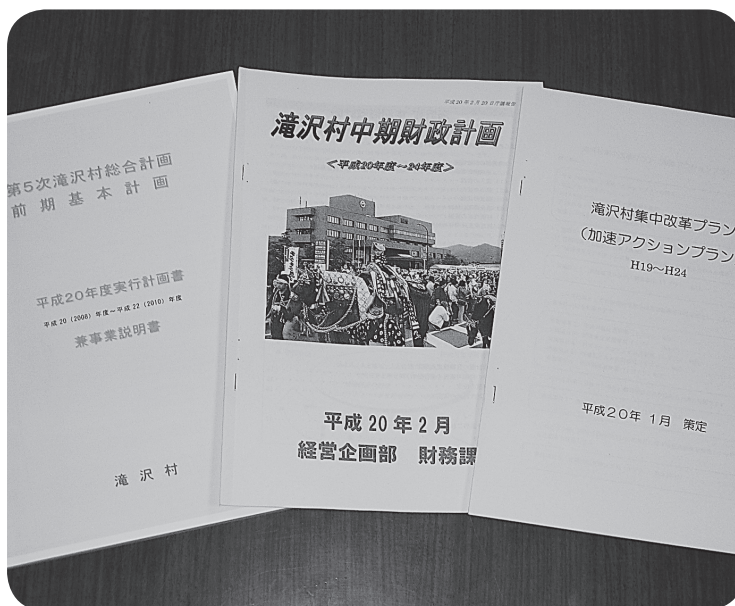 第5次滝沢村総合計画
前期基本計画
平成20年度実行計画書
平成20(2008)年度~平成22(2010)年度
兼事業説明書
滝沢村
滝沢村中期財政計画
<平成20年度~24年度>
平成20年2月
経営企画部 財務課
滝沢村集中改革プラン
(加速アクションプラン
H19~H24
平成20年1月 策定